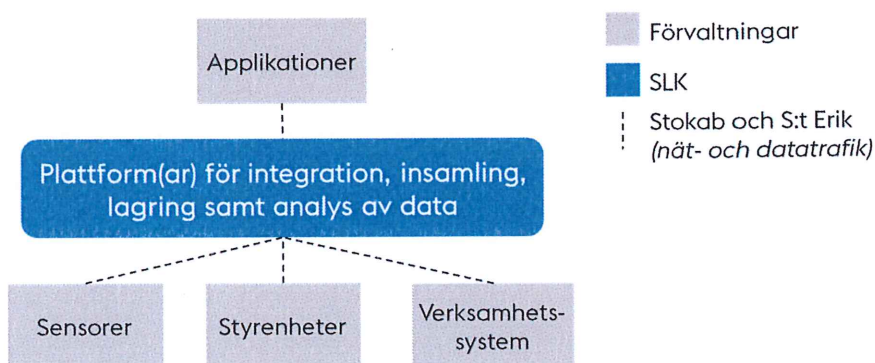 Applikationer
Plattform(ar) för integration, insamling,
lagring samt analys av data
Sensorer
Styrenheter
Verksamhets-
system
Förvaltningar
SLK
Stokab och S:t Erik
(nät- och datatrafik)